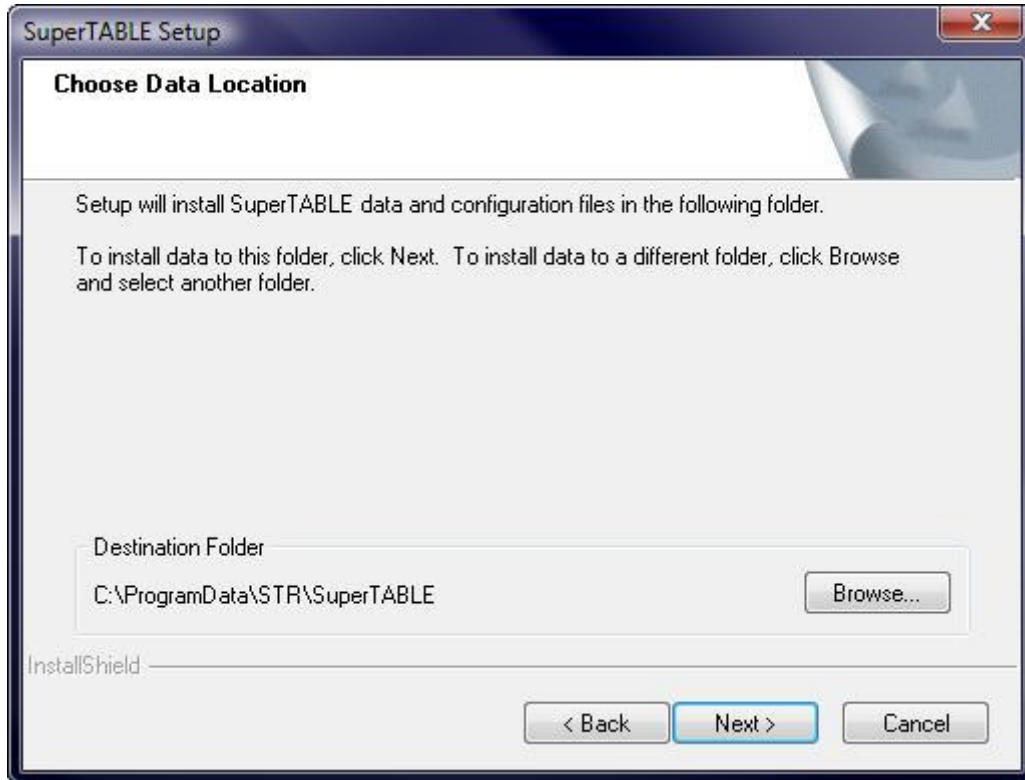 SuperTABLE Setup
Choose Data Location
Setup will install SuperTABLE data and configuration files in the following folder.
To install data to this folder, click Next.  To install data to a different folder, click Browse
and select another folder.
Destination Folder
C:\ProgramData\STR\SuperTABLE
Browse...
InstallShield
< Back
Next >
Cancel